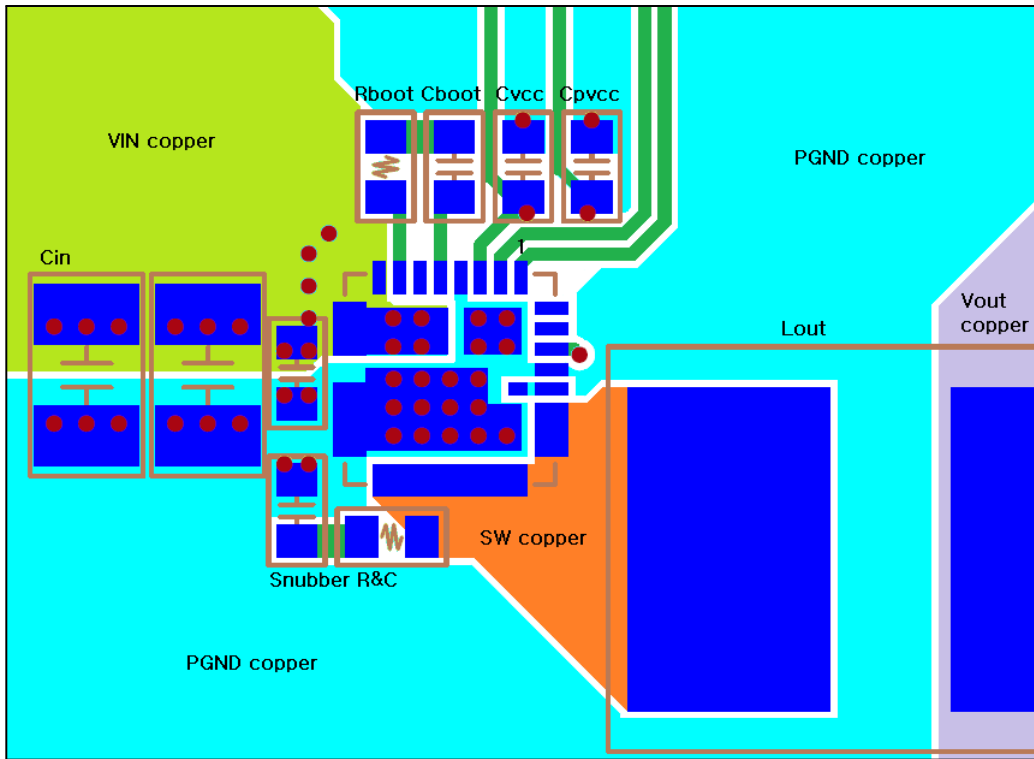 Rboot Cboot Cvcc Cpvcc
VIN copper
PGND copper
1
Cin
Vout
copper
Lout
SW copper
Snubber R&C
PGND copper